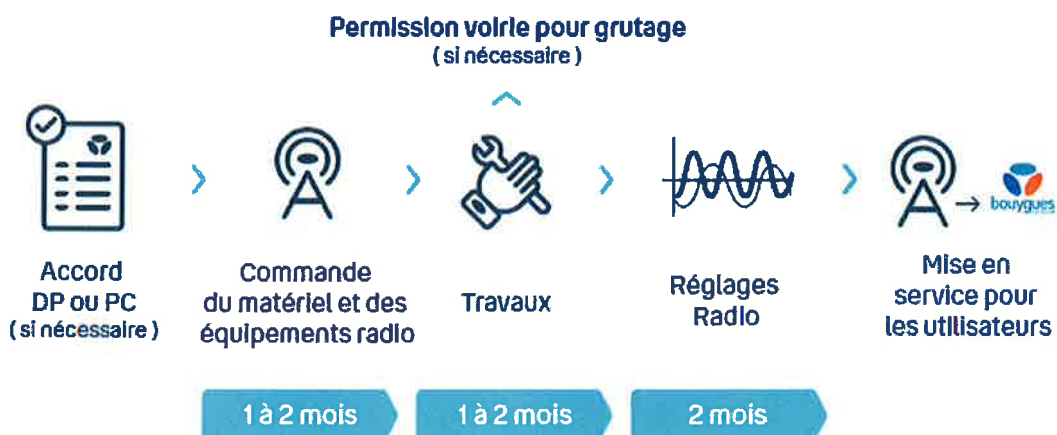 Permission voirie pour grutage
( si nécessaire )
Accord
DP ou PC
( si nécessaire )
Commande
du matériel et des
équipements radio
Travaux
Réglages
Radio
bouygues
Mise en
service pour
les utilisateurs
1 à 2 mois
1 à 2 mois
2 mois